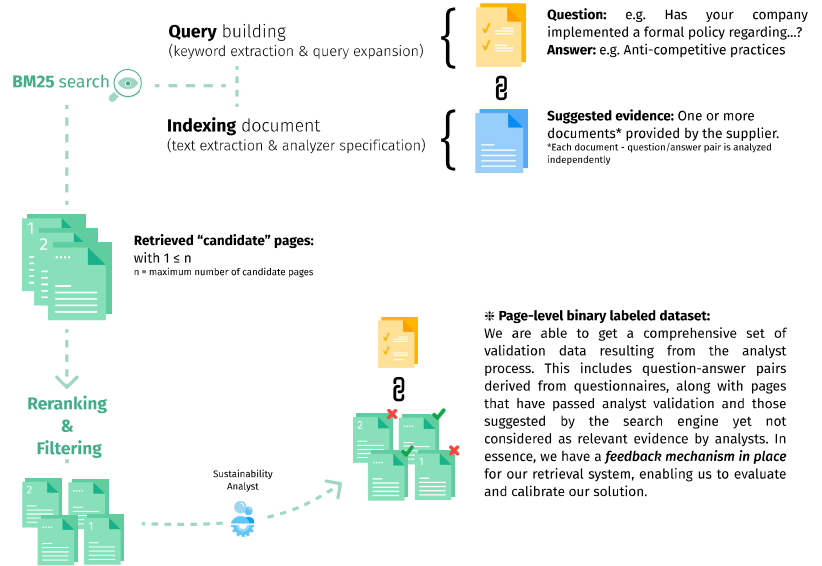 Query building
(keyword extraction & query expansion)
Question: e.g. Has your company
implemented a formal policy regarding...?
Answer: e.g. Anti-competitive practices
BM25 search
Indexing document
(text extraction & analyzer specification)
Suggested evidence: One or more
documents* provided by the supplier.
*Each document - question/answer pair is analyzed
independently
1
2
....
Retrieved “candidate” pages:
with 1 ≤ n
n = maximum number of candidate pages
Reranking
&
Filtering
2
....
....
1
Sustainability
Analyst
2
....
....
1
❊ Page-level binary labeled dataset:
We are able to get a comprehensive set of
validation data resulting from the analyst
process. This includes question-answer pairs
derived from questionnaires, along with pages
that have passed analyst validation and those
suggested by the search engine yet not
considered as relevant evidence by analysts. In
essence, we have a feedback mechanism in place
for our retrieval system, enabling us to evaluate
and calibrate our solution.